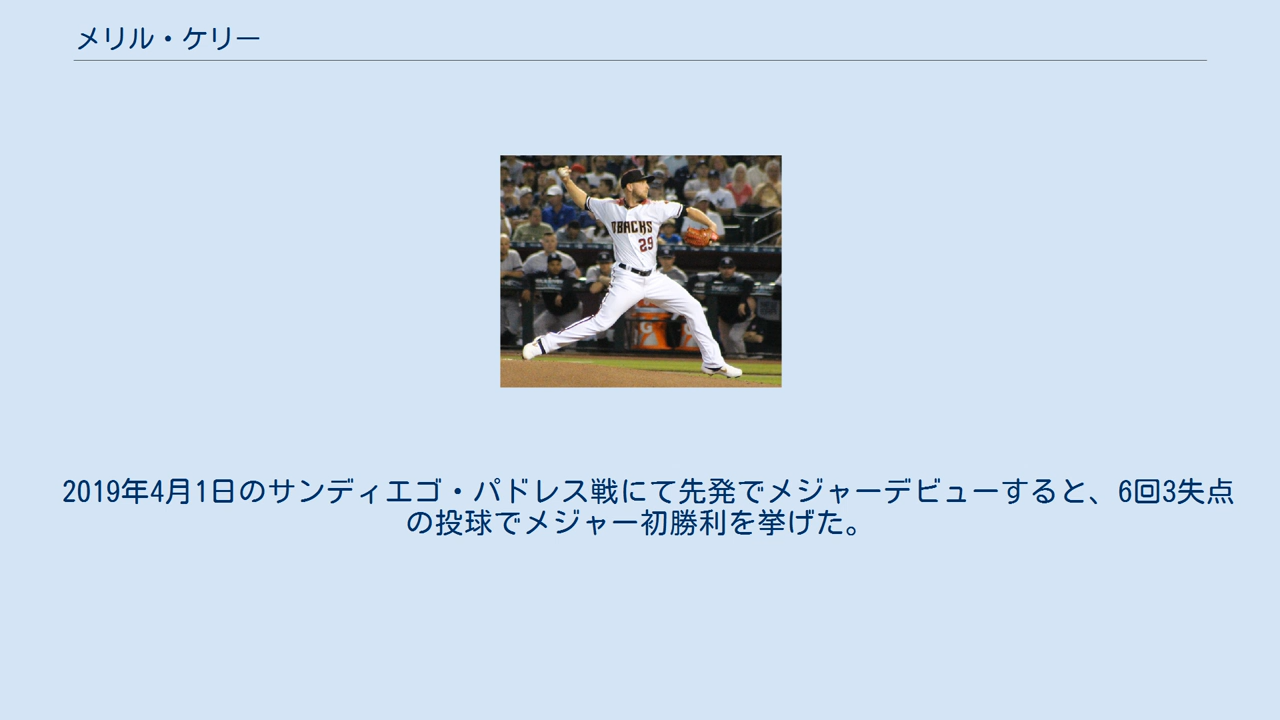 メリル・ケリー
DBACKS
29
2019年4月1日のサンディエゴ・パドレス戦にて先発でメジャーデビューすると、6回3失点
の投球でメジャー初勝利を挙げた。